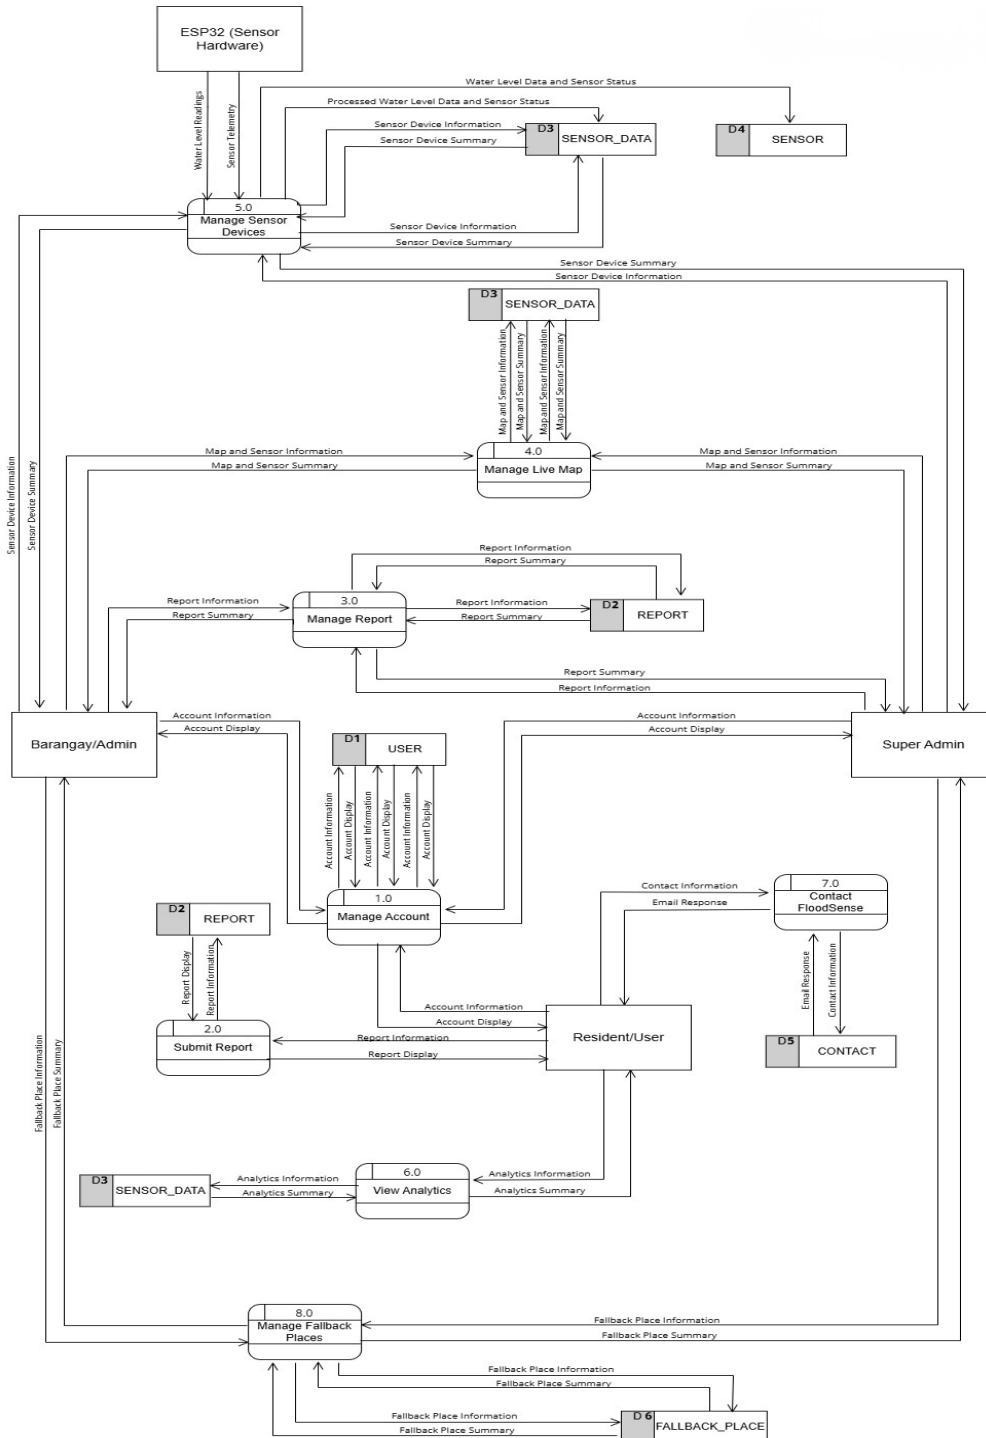 ESP32 (Sensor
Hardware)
Water Level Readings
Sensor Telemetry
Water Level Data and Sensor Status
Processed Water Level Data and Sensor Status
Sensor Device Information
Sensor Device Summary
D3
SENSOR_DATA
D4
SENSOR
5.0
Manage Sensor
Devices
Sensor Device Information
Sensor Device Summary
Sensor Device Summary
Sensor Device Information
D3
SENSOR_DATA
Map and Sensor Information
Map and Sensor Summary
Map and Sensor Information
Map and Sensor Summary
Sensor Device Information
Sensor Device Summary
Map and Sensor Information
Map and Sensor Summary
4.0
Manage Live Map
Map and Sensor Information
Map and Sensor Summary
Report Information
Report Summary
Report Information
Report Summary
3.0
Manage Report
Report Information
Report Summary
D2
REPORT
Report Summary
Report Information
Barangay/Admin
Account Information
Account Display
D1
USER
Account Information
Account Display
Super Admin
Account Information
Account Display
Account Information
Account Display
Account Information
Account Display
1.0
Manage Account
Contact Information
Email Response
7.0
Contact
FloodSense
D2
REPORT
Report Display
Report Information
Email Response
Contact Information
Account Information
Account Display
2.0
Submit Report
Report Information
Report Display
Resident/User
D5
CONTACT
Fallback Place Information
Fallback Place Summary
D3
SENSOR_DATA
Analytics Information
Analytics Summary
6.0
View Analytics
Analytics Information
Analytics Summary
8.0
Manage Fallback
Places
Fallback Place Information
Fallback Place Summary
Fallback Place Information
Fallback Place Summary
Fallback Place Information
Fallback Place Summary
D 6
FALLBACK_PLACE